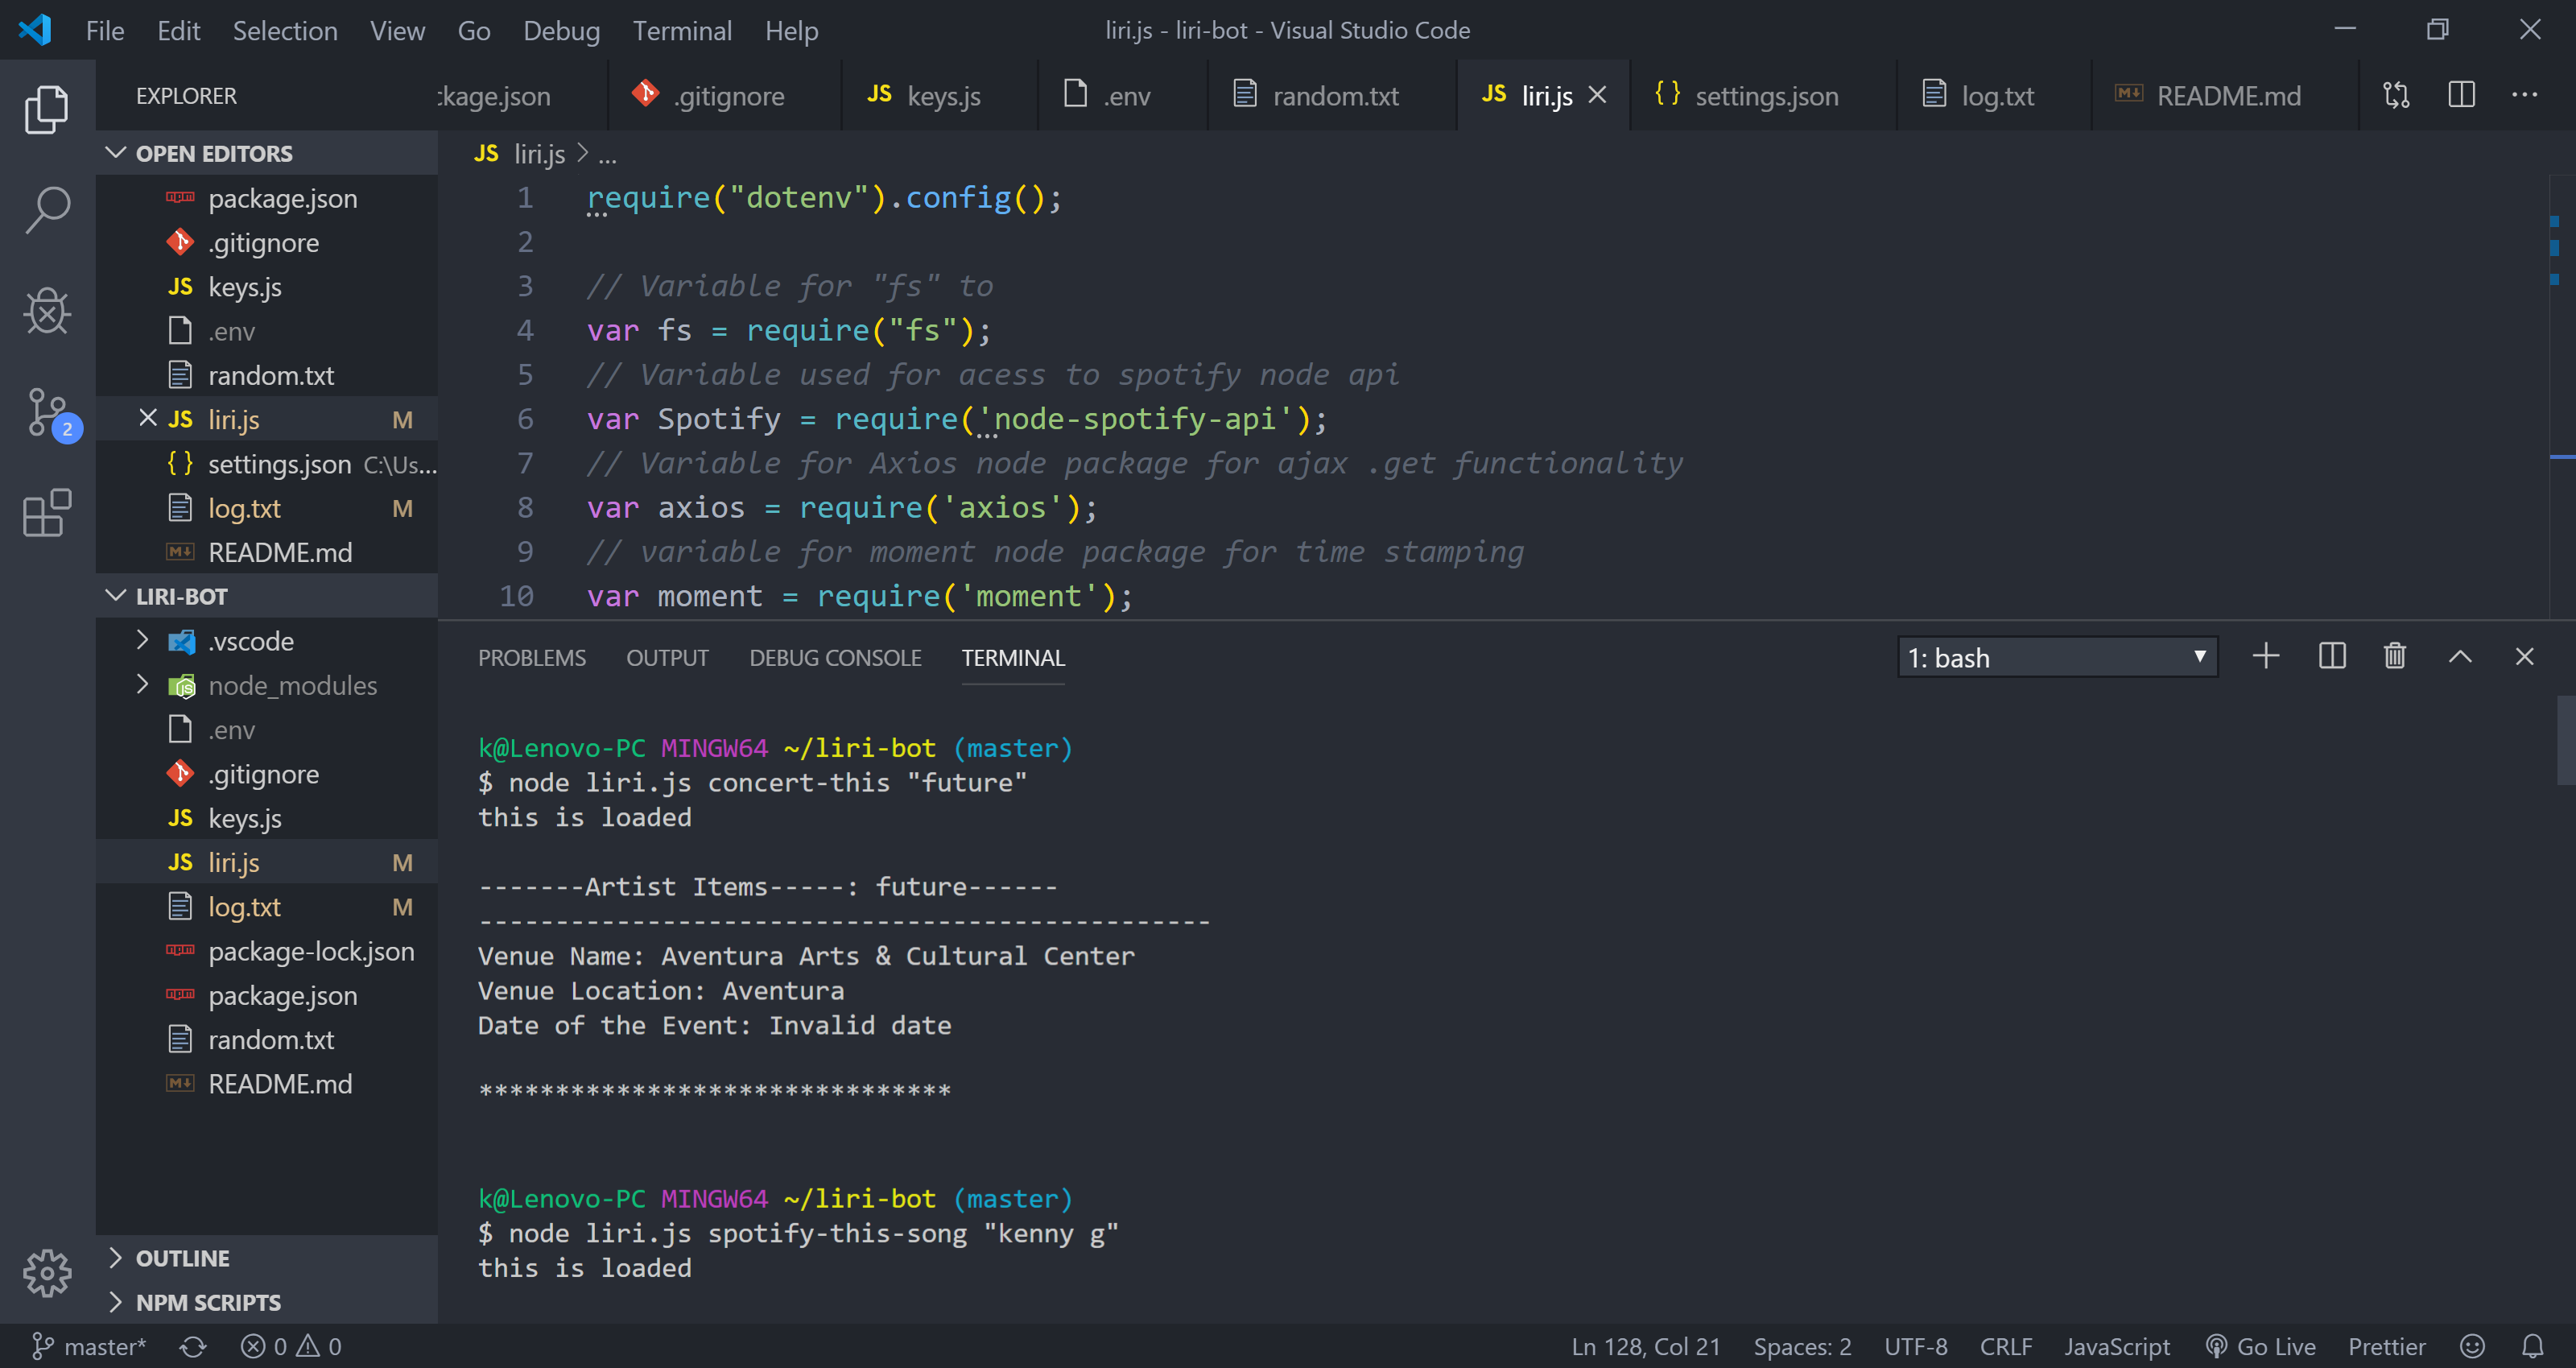 File Edit Selection View Go Debug Terminal Help
liri.js - liri-bot - Visual Studio Code
EXPLORER
ckage.json .gitignore JS keys.js .env random.txt JS liri.js {} settings.json log.txt M↓ README.md
OPEN EDITORS
npm package.json
.gitignore
JS keys.js
.env
random.txt
JS liri.js M
{} settings.json C:\Us...
log.txt M
M↓ README.md
LIRI-BOT
.vscode
node_modules
.env
.gitignore
JS keys.js
JS liri.js M
log.txt M
npm package-lock.json
npm package.json
random.txt
M↓ README.md
OUTLINE
NPM SCRIPTS
2
JS liri.js > ...
1 require("dotenv").config();
2
3 // Variable for "fs" to
4 var fs = require("fs");
5 // Variable used for acess to spotify node api
6 var Spotify = require('node-spotify-api');
7 // Variable for Axios node package for ajax .get functionality
8 var axios = require('axios');
9 // variable for moment node package for time stamping
10 var moment = require('moment');
PROBLEMS OUTPUT DEBUG CONSOLE TERMINAL
1: bash
k@Lenovo-PC MINGW64 ~/liri-bot (master)
$ node liri.js concert-this "future"
this is loaded
-------Artist Items-----: future------
------------------------------------------------
Venue Name: Aventura Arts & Cultural Center
Venue Location: Aventura
Date of the Event: Invalid date
*******************************
k@Lenovo-PC MINGW64 ~/liri-bot (master)
$ node liri.js spotify-this-song "kenny g"
this is loaded
master* 0 0
Ln 128, Col 21 Spaces: 2 UTF-8 CRLF JavaScript Go Live Prettier